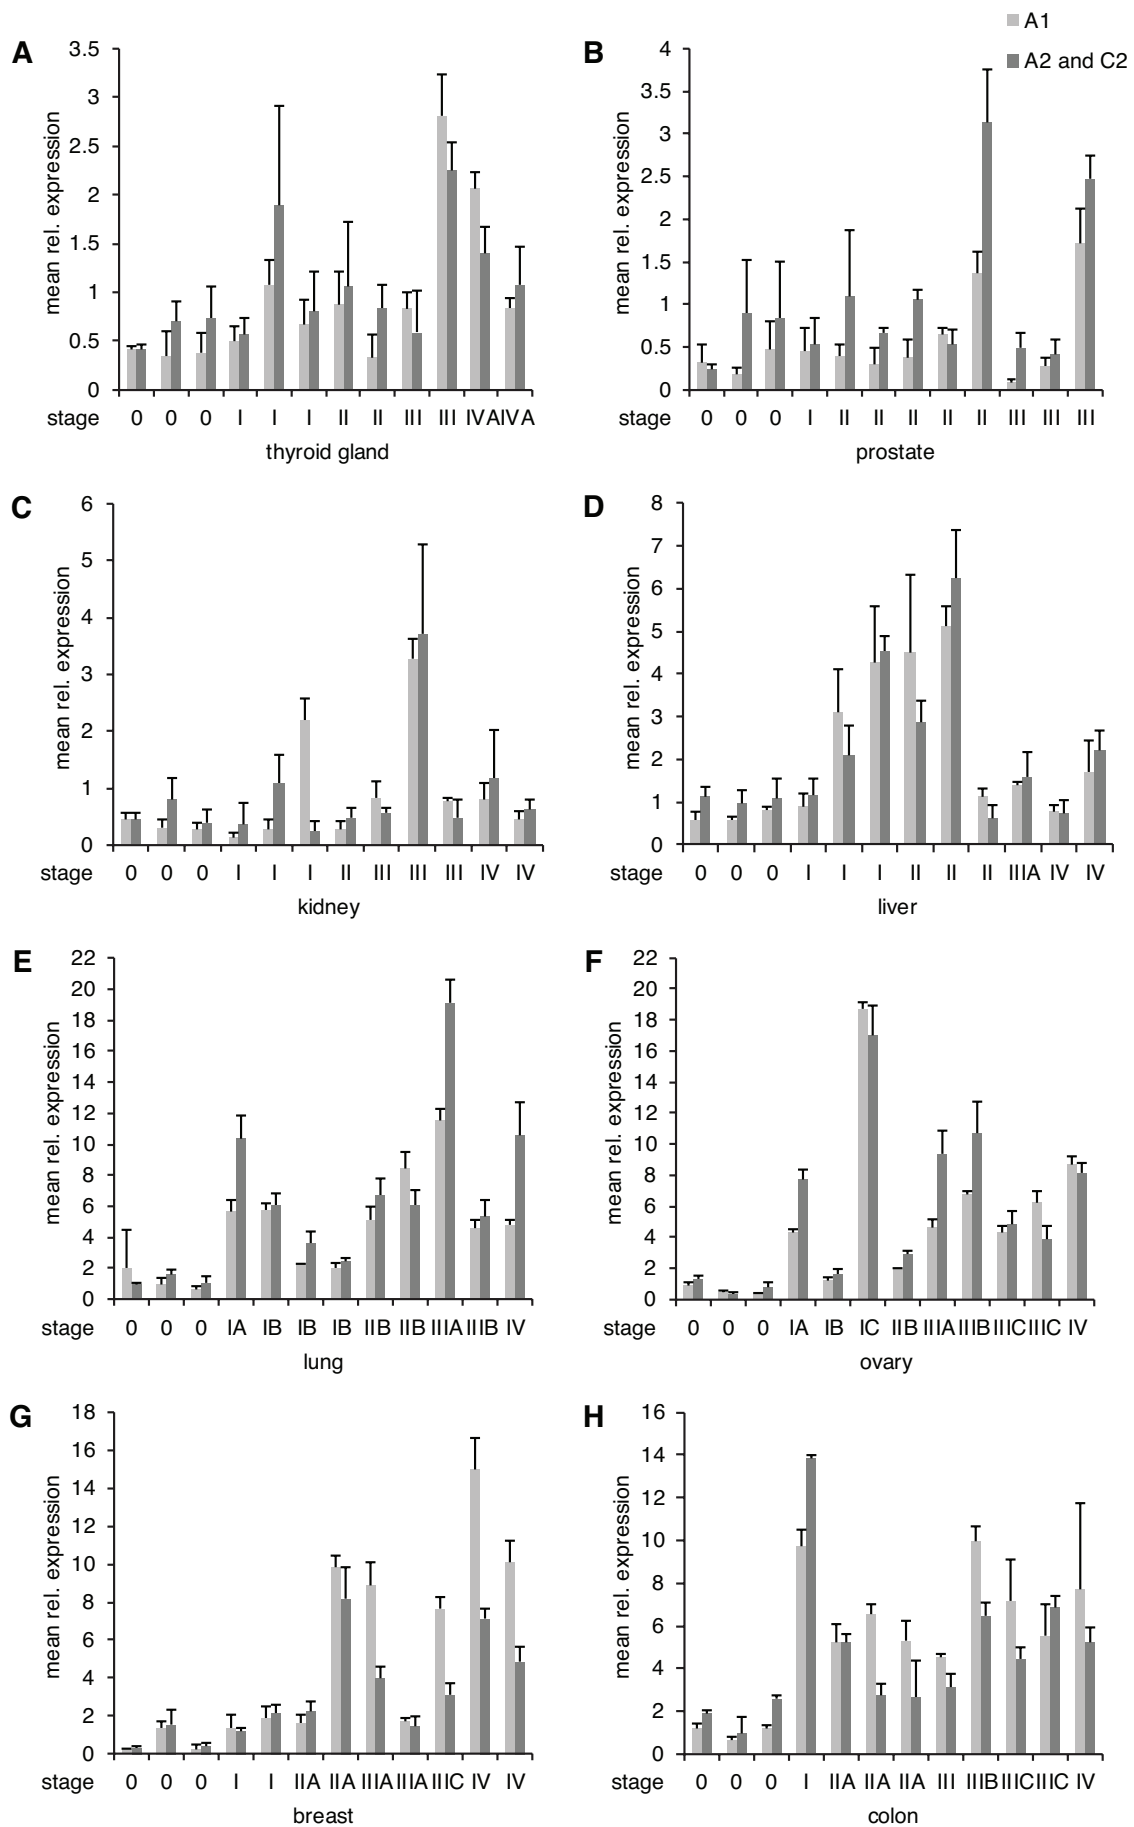 A1
A2 and C2
A
mean rel. expression
3.5
3
2.5
2
1.5
1
0.5
0
stage 0 0 0 I I I II II III III IVA IVA
thyroid gland
B
mean rel. expression
4
3.5
3
2.5
2
1.5
1
0.5
0
stage 0 0 0 I II II II II II III III III
prostate
C
mean rel. expression
6
5
4
3
2
1
0
stage 0 0 0 I I I II III III III IV IV
kidney
D
mean rel. expression
8
7
6
5
4
3
2
1
0
stage 0 0 0 I I I II II II IIIA IV IV
liver
E
mean rel. expression
22
20
18
16
14
12
10
8
6
4
2
0
stage 0 0 0 IA IB IB IB IIB IIB IIIA IIIB IV
lung
F
mean rel. expression
22
20
18
16
14
12
10
8
6
4
2
0
stage 0 0 0 IA IB IC IIB IIIA IIIB IIIC IIIC IV
ovary
G
mean rel. expression
18
16
14
12
10
8
6
4
2
0
stage 0 0 0 I I IIA IIA IIIA IIIA IIIC IV IV
breast
H
mean rel. expression
16
14
12
10
8
6
4
2
0
stage 0 0 0 I IIA IIA IIA III IIIB IIIC IIIC IV
colon